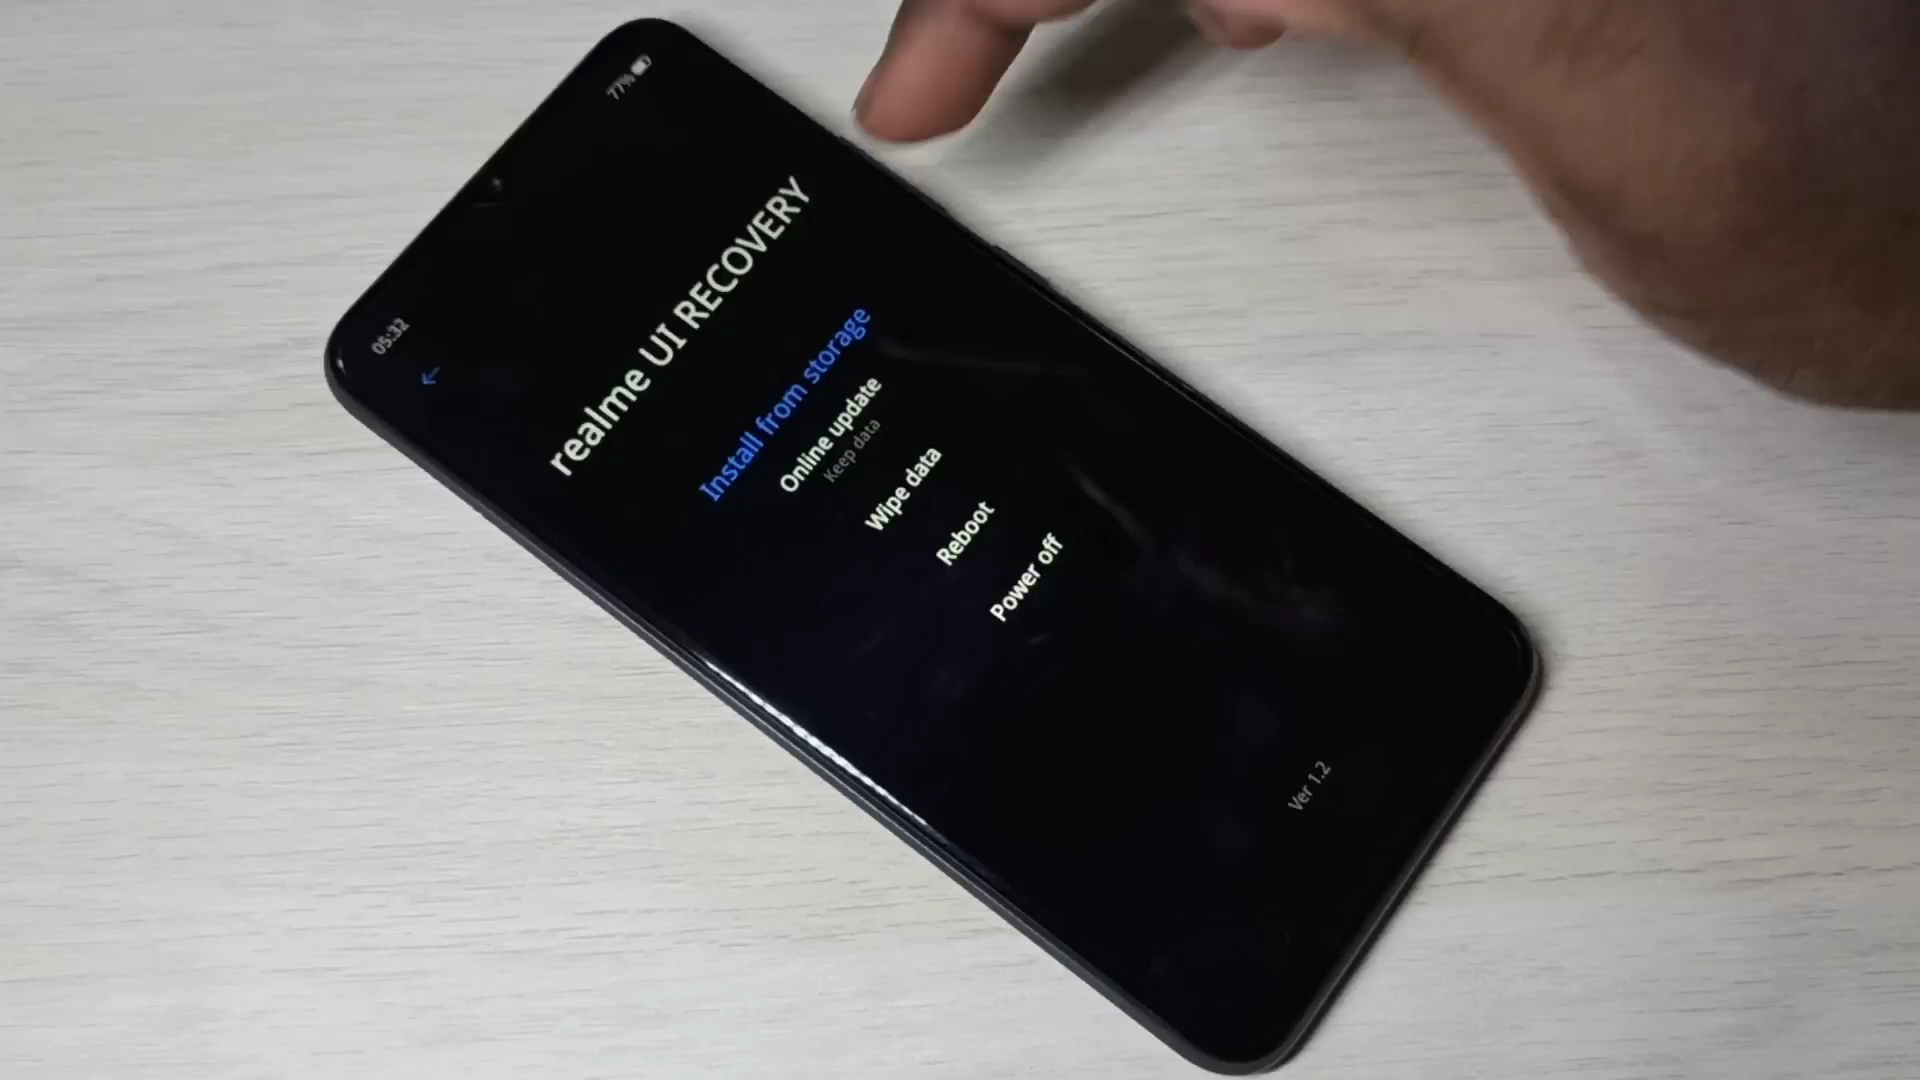 05:32
77%
←
realme UI RECOVERY
Install from storage
Online update
Keep data
Wipe data
Reboot
Power off
Ver 1.2